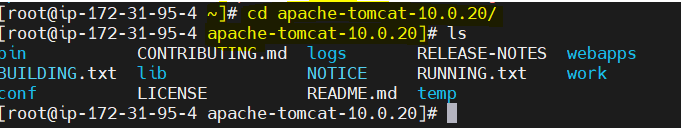 [root@ip-172-31-95-4 ~]# cd apache-tomcat-10.0.20/
[root@ip-172-31-95-4 apache-tomcat-10.0.20]# ls
bin CONTRIBUTING.md logs RELEASE-NOTES webapps
BUILDING.txt lib NOTICE RUNNING.txt work
conf LICENSE README.md temp
[root@ip-172-31-95-4 apache-tomcat-10.0.20]#